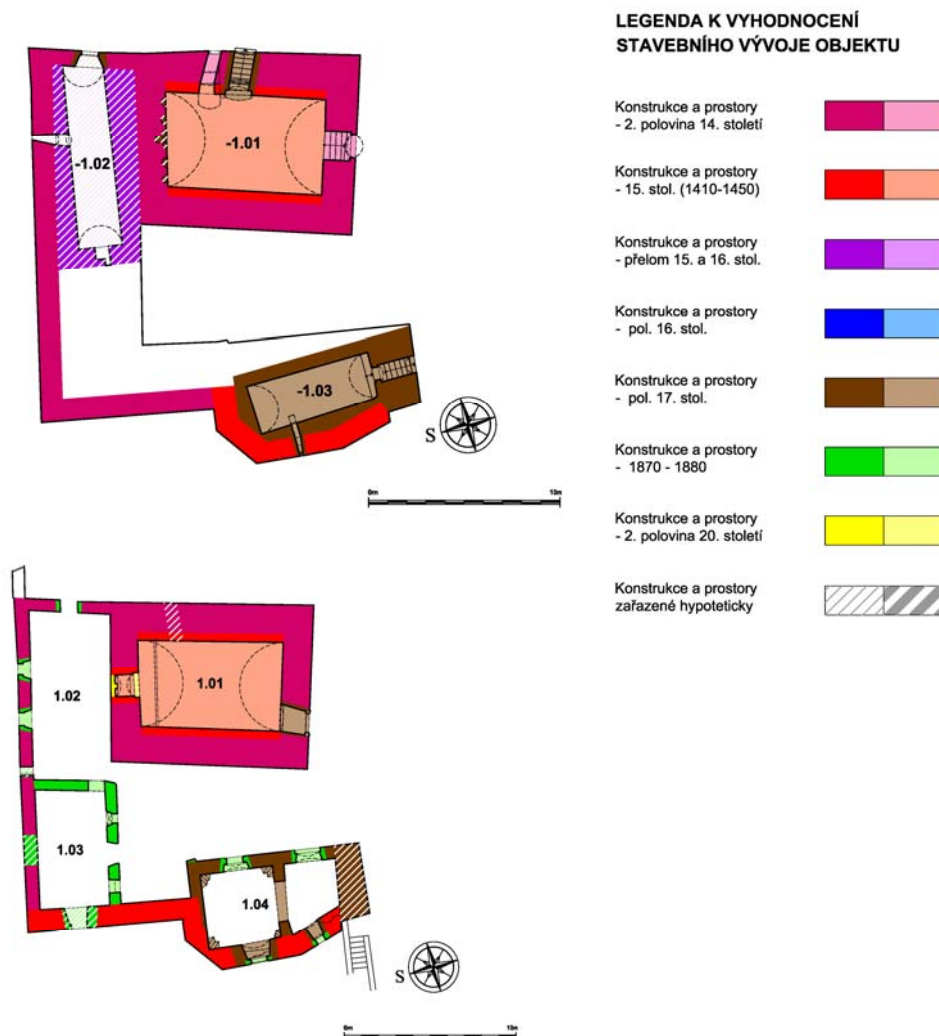 LEGENDA K VYHODNOCENÍ
STAVEBNÍHO VÝVOJE OBJEKTU
Konstrukce a prostory
- 2. polovina 14. století
Konstrukce a prostory
- 15. stol. (1410-1450)
Konstrukce a prostory
- přelom 15. a 16. stol.
Konstrukce a prostory
- pol. 16. stol.
Konstrukce a prostory
- pol. 17. stol.
Konstrukce a prostory
- 1870 - 1880
Konstrukce a prostory
- 2. polovina 20. století
Konstrukce a prostory
zařazené hypoteticky
-1.01
-1.02
-1.03
S
0m
10m
1.01
1.02
1.03
1.04
S
0m
10m